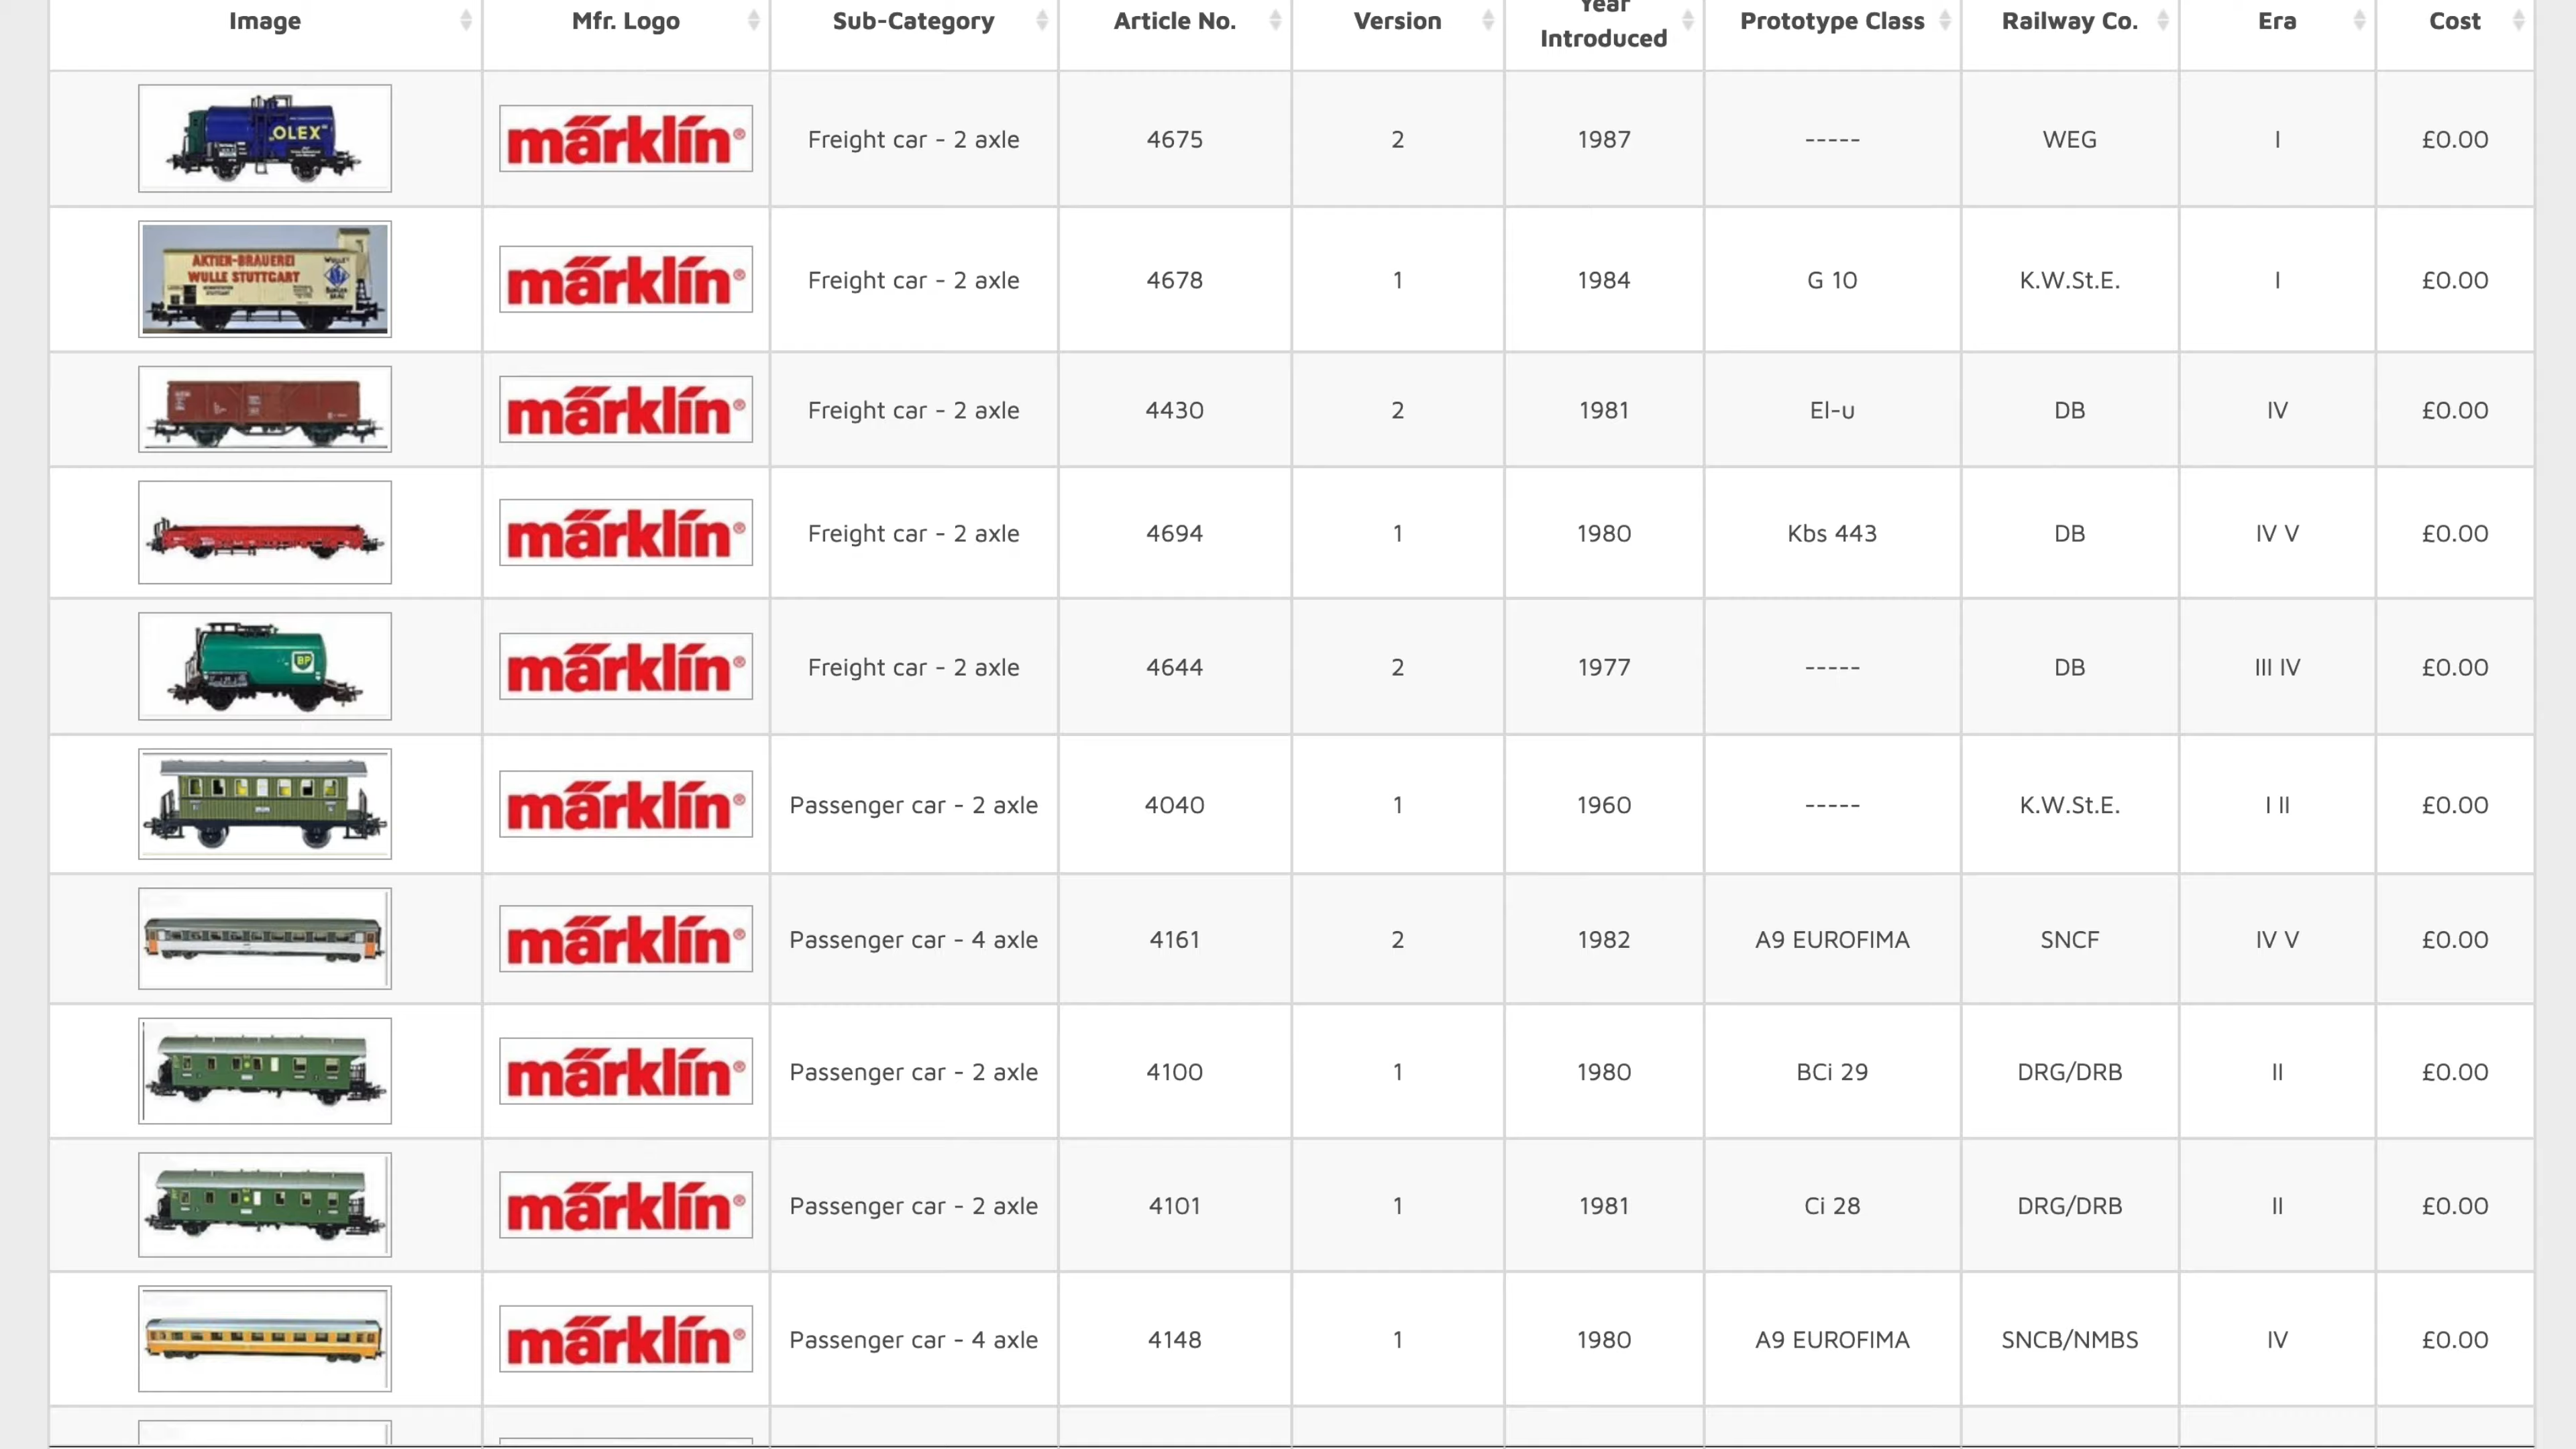 Image Mfr. Logo Sub-Category Article No. Version Year Introduced Prototype Class Railway Co. Era Cost
OLEX märklin® Freight car - 2 axle 4675 2 1987 ----- WEG I £0.00
AKTIEN-BRAUEREI
WULLE STUTTGART
märklin® Freight car - 2 axle 4678 1 1984 G 10 K.W.St.E. I £0.00
märklin® Freight car - 2 axle 4430 2 1981 El-u DB IV £0.00
märklin® Freight car - 2 axle 4694 1 1980 Kbs 443 DB IV V £0.00
BP märklin® Freight car - 2 axle 4644 2 1977 ----- DB III IV £0.00
märklin® Passenger car - 2 axle 4040 1 1960 ----- K.W.St.E. I II £0.00
märklin® Passenger car - 4 axle 4161 2 1982 A9 EUROFIMA SNCF IV V £0.00
märklin® Passenger car - 2 axle 4100 1 1980 BCi 29 DRG/DRB II £0.00
märklin® Passenger car - 2 axle 4101 1 1981 Ci 28 DRG/DRB II £0.00
märklin® Passenger car - 4 axle 4148 1 1980 A9 EUROFIMA SNCB/NMBS IV £0.00